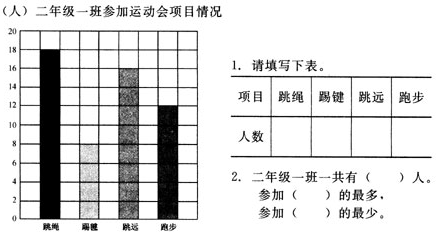 （人）二年级一班参加运动会项目情况
20
18
16
14
12
10
8
6
4
2
0
跳绳 踢毽 跳远 跑步
1. 请填写下表。
项目 跳绳 踢毽 跳远 跑步
人数
2. 二年级一班一共有（ ）人。
参加（ ）的最多，
参加（ ）的最少。